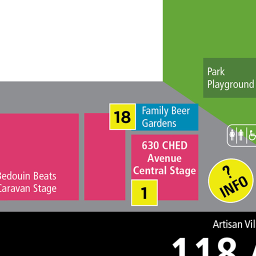 Park
Playground
18
Family Beer
Gardens
630 CHED
Avenue
Central Stage
1
Bedouin Beats
Caravan Stage
?
INFO
Artisan
118